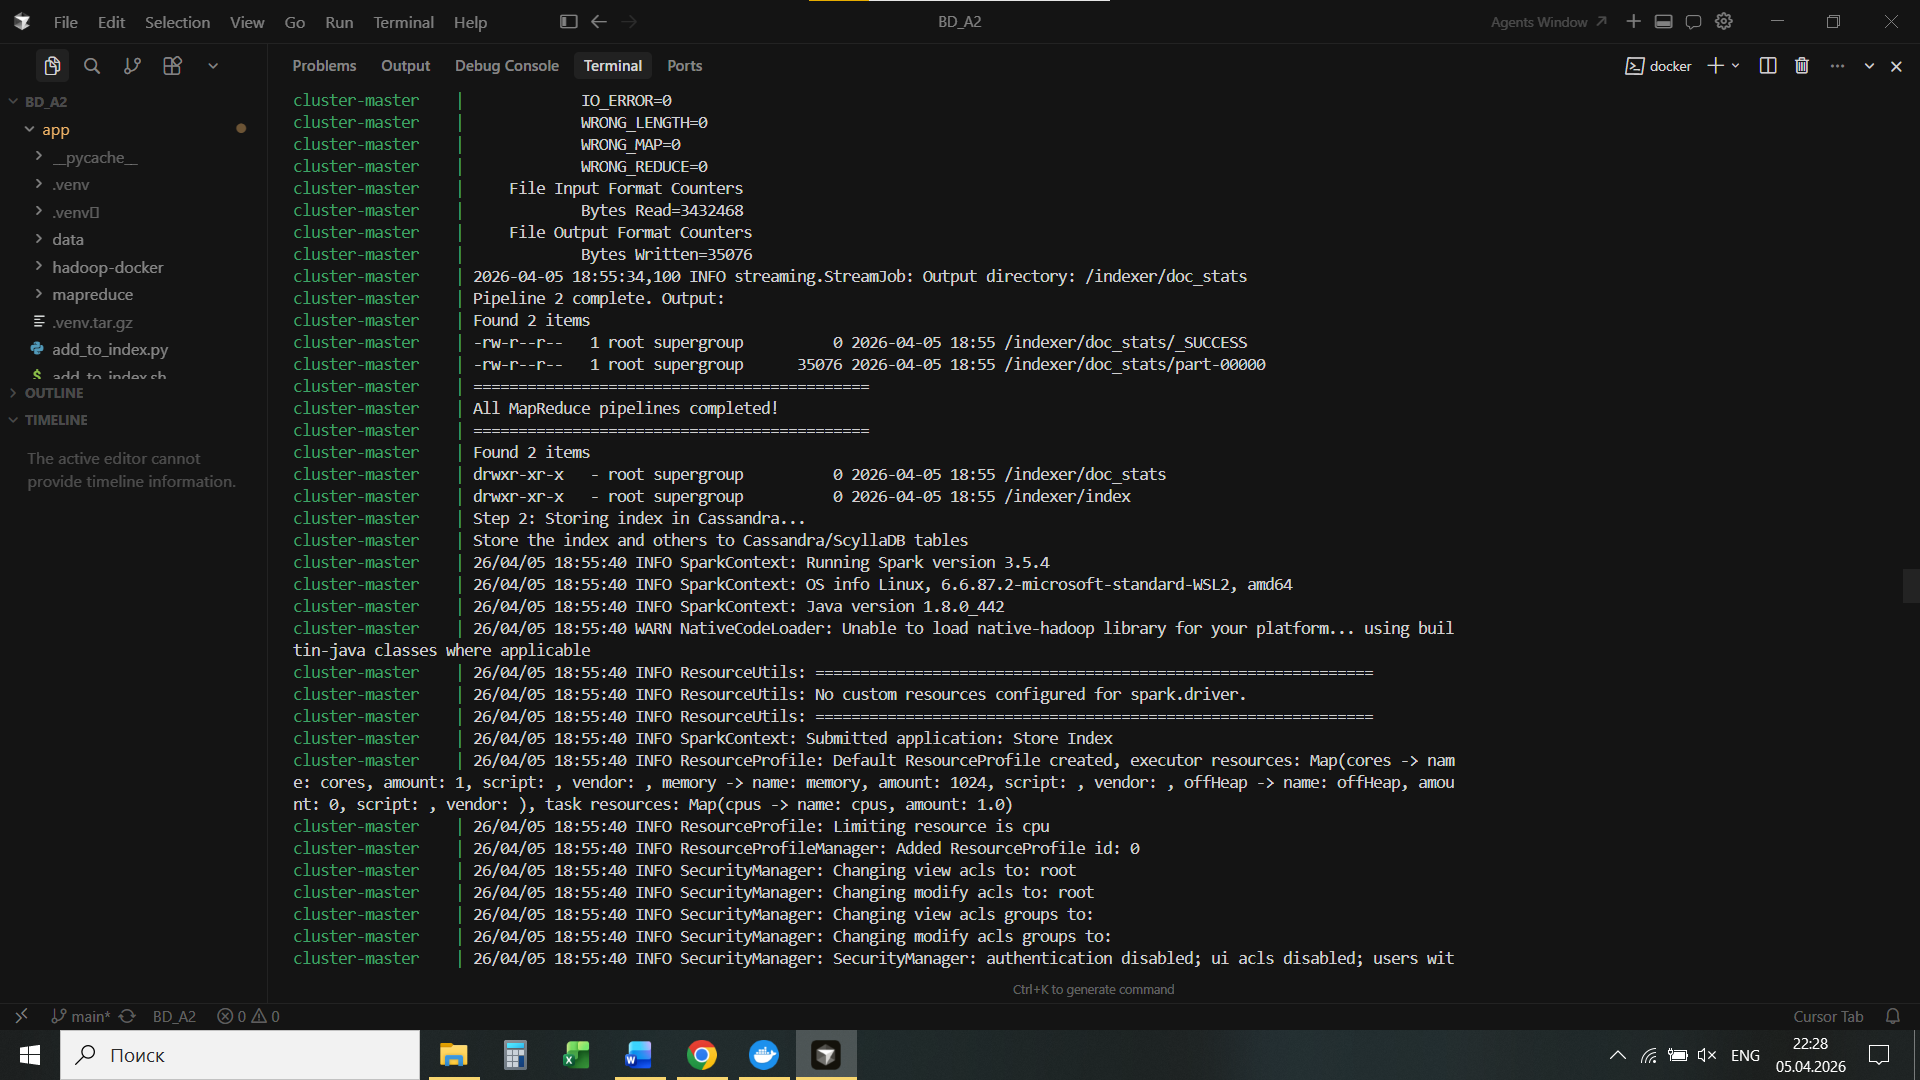 File Edit Selection View Go Run Terminal Help
BD_A2
Agents Window
Problems Output Debug Console Terminal Ports
docker
BD_A2
app
__pycache__
.venv
.venv
data
hadoop-docker
mapreduce
.venv.tar.gz
add_to_index.py
add_to_index.sh
OUTLINE
TIMELINE
The active editor cannot
provide timeline information.
cluster-master | IO_ERROR=0
cluster-master | WRONG_LENGTH=0
cluster-master | WRONG_MAP=0
cluster-master | WRONG_REDUCE=0
cluster-master | File Input Format Counters
cluster-master | Bytes Read=3432468
cluster-master | File Output Format Counters
cluster-master | Bytes Written=35076
cluster-master | 2026-04-05 18:55:34,100 INFO streaming.StreamJob: Output directory: /indexer/doc_stats
cluster-master | Pipeline 2 complete. Output:
cluster-master | Found 2 items
cluster-master | -rw-r--r-- 1 root supergroup 0 2026-04-05 18:55 /indexer/doc_stats/_SUCCESS
cluster-master | -rw-r--r-- 1 root supergroup 35076 2026-04-05 18:55 /indexer/doc_stats/part-00000
cluster-master | ============================================
cluster-master | All MapReduce pipelines completed!
cluster-master | ============================================
cluster-master | Found 2 items
cluster-master | drwxr-xr-x - root supergroup 0 2026-04-05 18:55 /indexer/doc_stats
cluster-master | drwxr-xr-x - root supergroup 0 2026-04-05 18:55 /indexer/index
cluster-master | Step 2: Storing index in Cassandra...
cluster-master | Store the index and others to Cassandra/ScyllaDB tables
cluster-master | 26/04/05 18:55:40 INFO SparkContext: Running Spark version 3.5.4
cluster-master | 26/04/05 18:55:40 INFO SparkContext: OS info Linux, 6.6.87.2-microsoft-standard-WSL2, amd64
cluster-master | 26/04/05 18:55:40 INFO SparkContext: Java version 1.8.0_442
cluster-master | 26/04/05 18:55:40 WARN NativeCodeLoader: Unable to load native-hadoop library for your platform... using buil
tin-java classes where applicable
cluster-master | 26/04/05 18:55:40 INFO ResourceUtils: ==============================================================
cluster-master | 26/04/05 18:55:40 INFO ResourceUtils: No custom resources configured for spark.driver.
cluster-master | 26/04/05 18:55:40 INFO ResourceUtils: ==============================================================
cluster-master | 26/04/05 18:55:40 INFO SparkContext: Submitted application: Store Index
cluster-master | 26/04/05 18:55:40 INFO ResourceProfile: Default ResourceProfile created, executor resources: Map(cores -> nam
e: cores, amount: 1, script: , vendor: , memory -> name: memory, amount: 1024, script: , vendor: , offHeap -> name: offHeap, amou
nt: 0, script: , vendor: ), task resources: Map(cpus -> name: cpus, amount: 1.0)
cluster-master | 26/04/05 18:55:40 INFO ResourceProfile: Limiting resource is cpu
cluster-master | 26/04/05 18:55:40 INFO ResourceProfileManager: Added ResourceProfile id: 0
cluster-master | 26/04/05 18:55:40 INFO SecurityManager: Changing view acls to: root
cluster-master | 26/04/05 18:55:40 INFO SecurityManager: Changing modify acls to: root
cluster-master | 26/04/05 18:55:40 INFO SecurityManager: Changing view acls groups to:
cluster-master | 26/04/05 18:55:40 INFO SecurityManager: Changing modify acls groups to:
cluster-master | 26/04/05 18:55:40 INFO SecurityManager: SecurityManager: authentication disabled; ui acls disabled; users wit
Ctrl+K to generate command
main* BD_A2 0 0
Cursor Tab
Поиск
ENG
22:28
05.04.2026